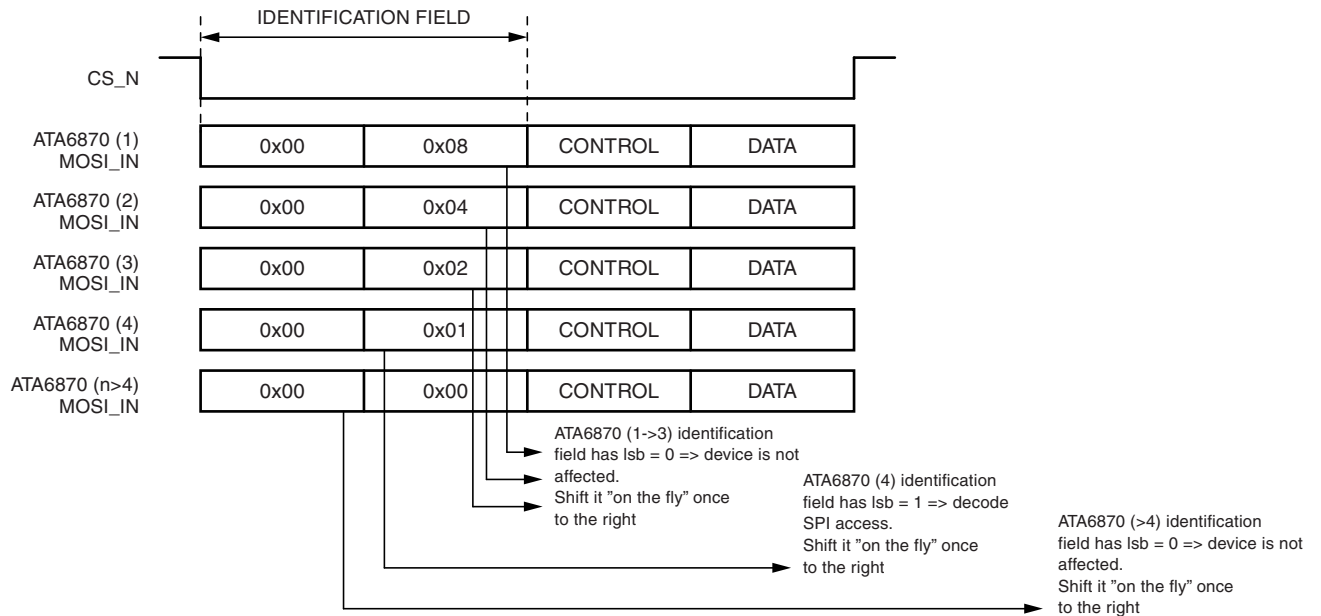 IDENTIFICATION FIELD
CS_N
ATA6870 (1)
MOSI_IN
0x00 0x08 CONTROL DATA
ATA6870 (2)
MOSI_IN
0x00 0x04 CONTROL DATA
ATA6870 (3)
MOSI_IN
0x00 0x02 CONTROL DATA
ATA6870 (4)
MOSI_IN
0x00 0x01 CONTROL DATA
ATA6870 (n>4)
MOSI_IN
0x00 0x00 CONTROL DATA
ATA6870 (1->3) identification
field has lsb = 0 => device is not
affected.
Shift it ”on the fly” once
to the right
ATA6870 (4) identification
field has lsb = 1 => decode
SPI access.
Shift it ”on the fly” once
to the right
ATA6870 (>4) identification
field has lsb = 0 => device is not
affected.
Shift it ”on the fly” once
to the right